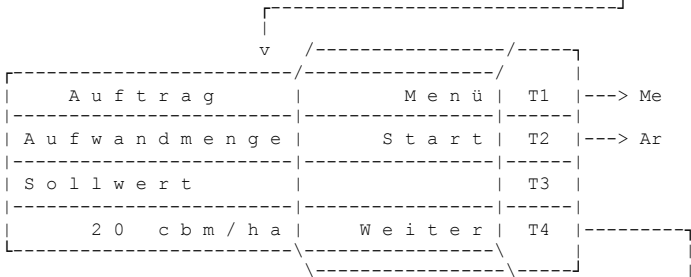 Auftrag Menü T1 ---> Me
Aufwandmenge Start T2 ---> Ar
Sollwert T3
20 cbm/ha Weiter T4